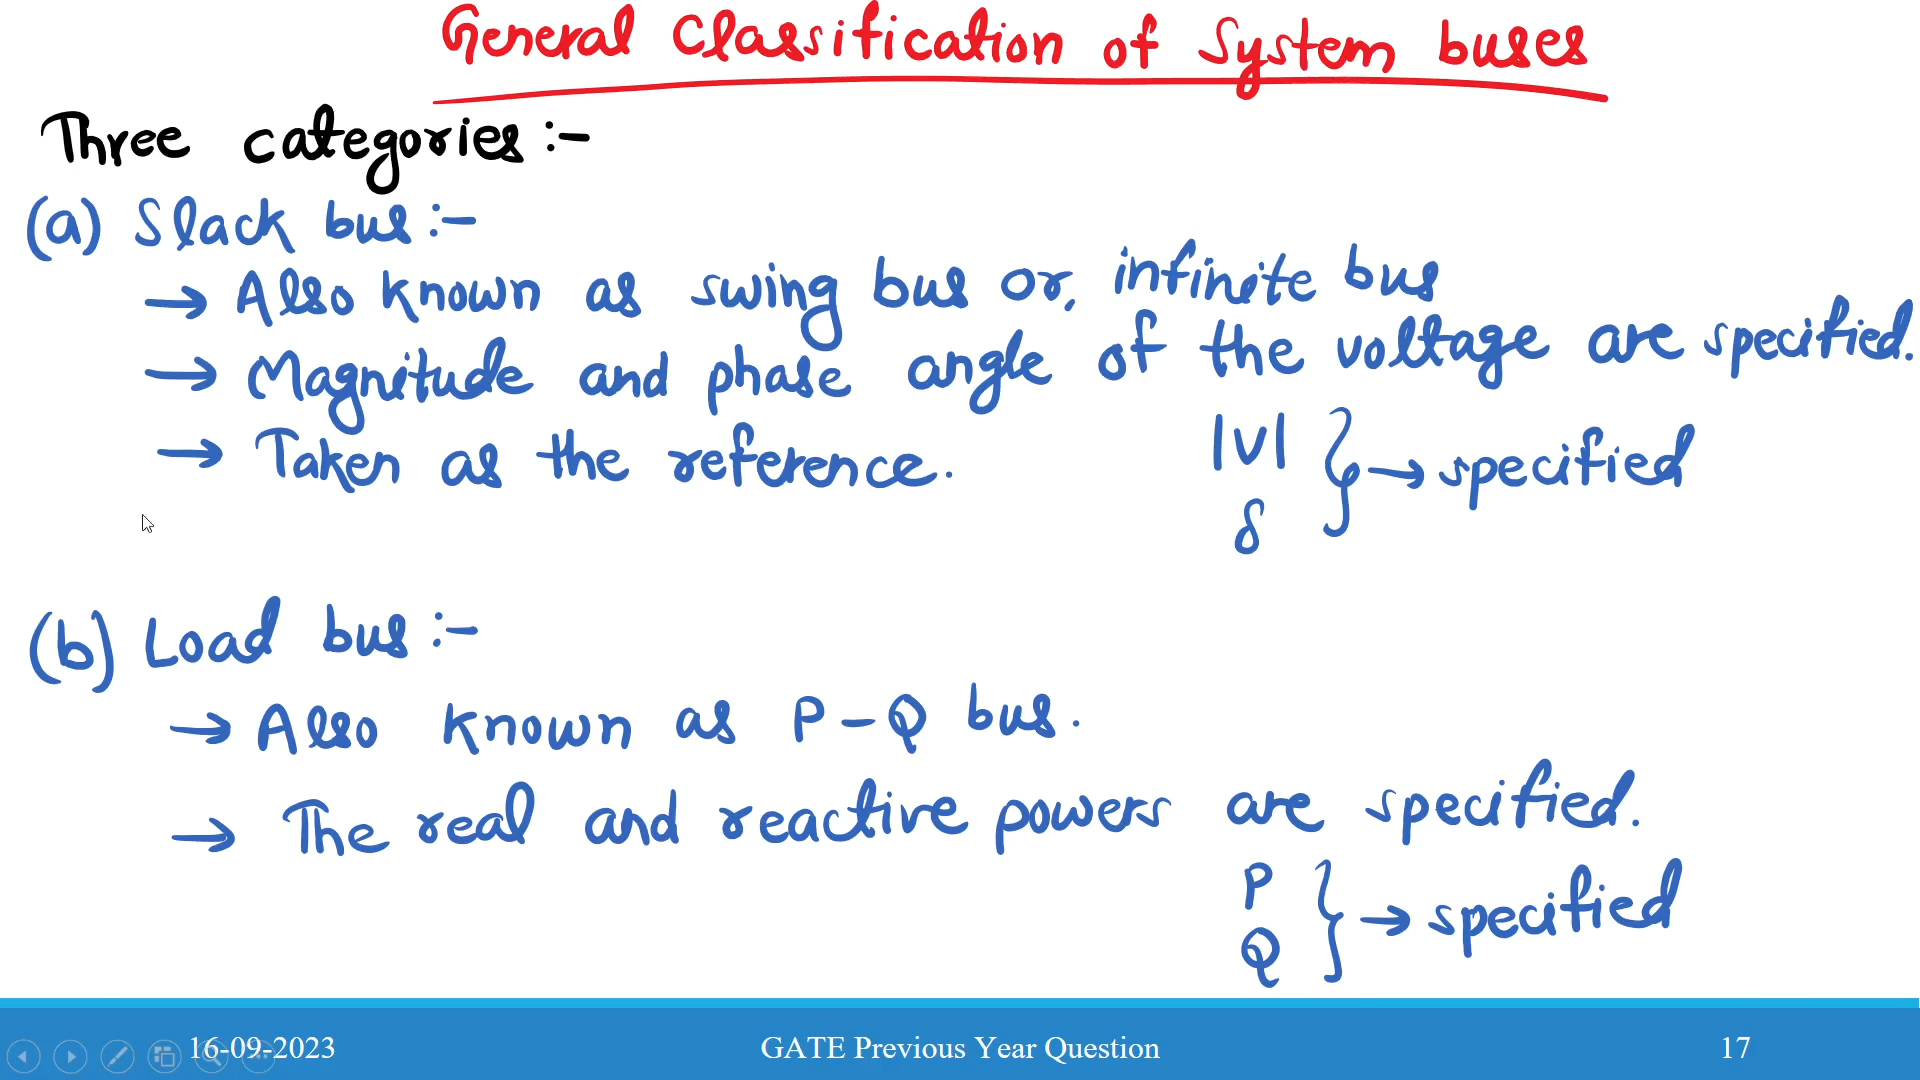 General Classification of System buses
Three categories :-
(a) Slack bus :-
→ Also known as swing bus or, infinite bus
→ Magnitude and phase angle of the voltage are specified.
→ Taken as the reference.
|V|
δ
} → specified
(b) Load bus :-
→ Also known as P-Q bus.
→ The real and reactive powers are specified.
P
Q
} → specified
16-09-2023
GATE Previous Year Question
17